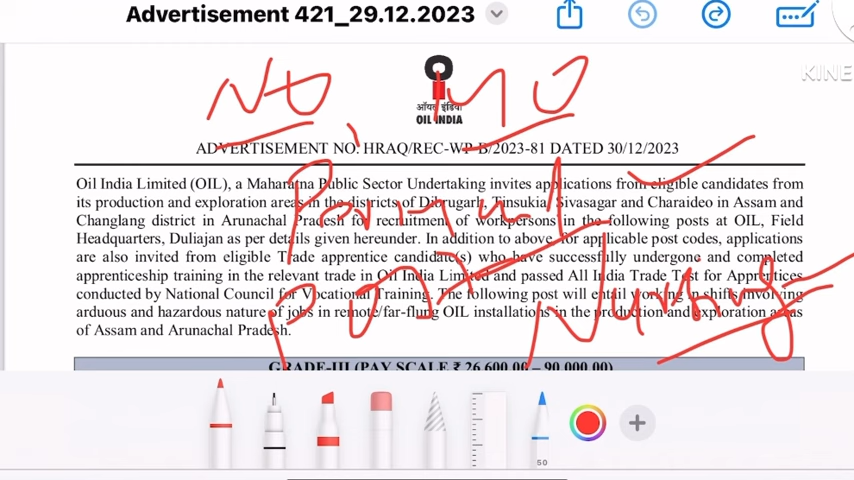 Advertisement 421_29.12.2023
KINE
ऑयल इंडिया
OIL INDIA
ADVERTISEMENT NO. HRAQ/REC-WP-B/2023-81 DATED 30/12/2023
Oil India Limited (OIL), a Maharatna Public Sector Undertaking invites applications from eligible candidates from
its production and exploration areas in the districts of Dibrugarh, Tinsukia, Sivasagar and Charaideo in Assam and
Changlang district in Arunachal Pradesh for recruitment of workpersons in the following posts at OIL, Field
Headquarters, Duliajan as per details given hereunder. In addition to above, for applicable post codes, applications
are also invited from eligible Trade apprentice candidate(s) who have successfully undergone and completed
apprenticeship training in the relevant trade in Oil India Limited and passed All India Trade Test for Apprentices
conducted by National Council for Vocational Training. The following post will entail working in shifts involving
arduous and hazardous nature of jobs in remote/far-flung OIL installations in the production and exploration areas
of Assam and Arunachal Pradesh.
GRADE-III (PAY SCALE ₹ 26,600.00 – 90,000.00)
Post
Nursing
50